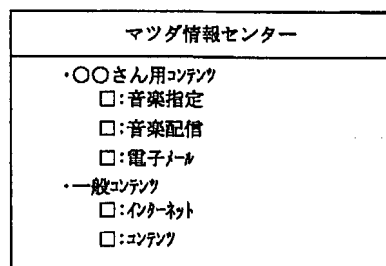 マツダ情報センター
・〇〇さん用コンテンツ
□:音楽指定
□:音楽配信
□:電子メール
・一般コンテンツ
□:インターネット
□:コンテンツ